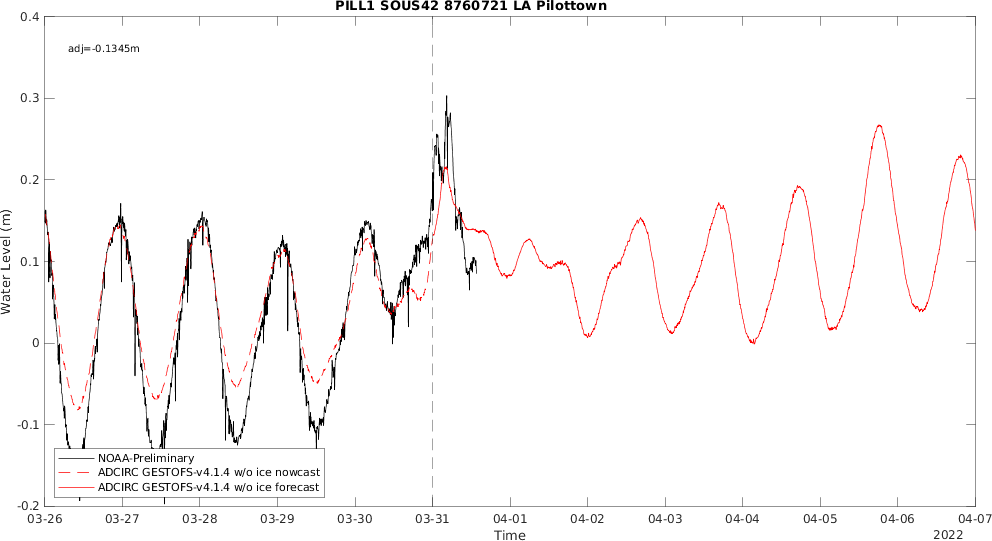 PILL1 SOUS42 8760721 LA Pilottown
adj=-0.1345m
Water Level (m)
0.4
0.3
0.2
0.1
0
-0.1
-0.2
NOAA-Preliminary
ADCIRC GESTOFS-v4.1.4 w/o ice nowcast
ADCIRC GESTOFS-v4.1.4 w/o ice forecast
03-26 03-27 03-28 03-29 03-30 03-31 04-01 04-02 04-03 04-04 04-05 04-06 04-07
Time
2022